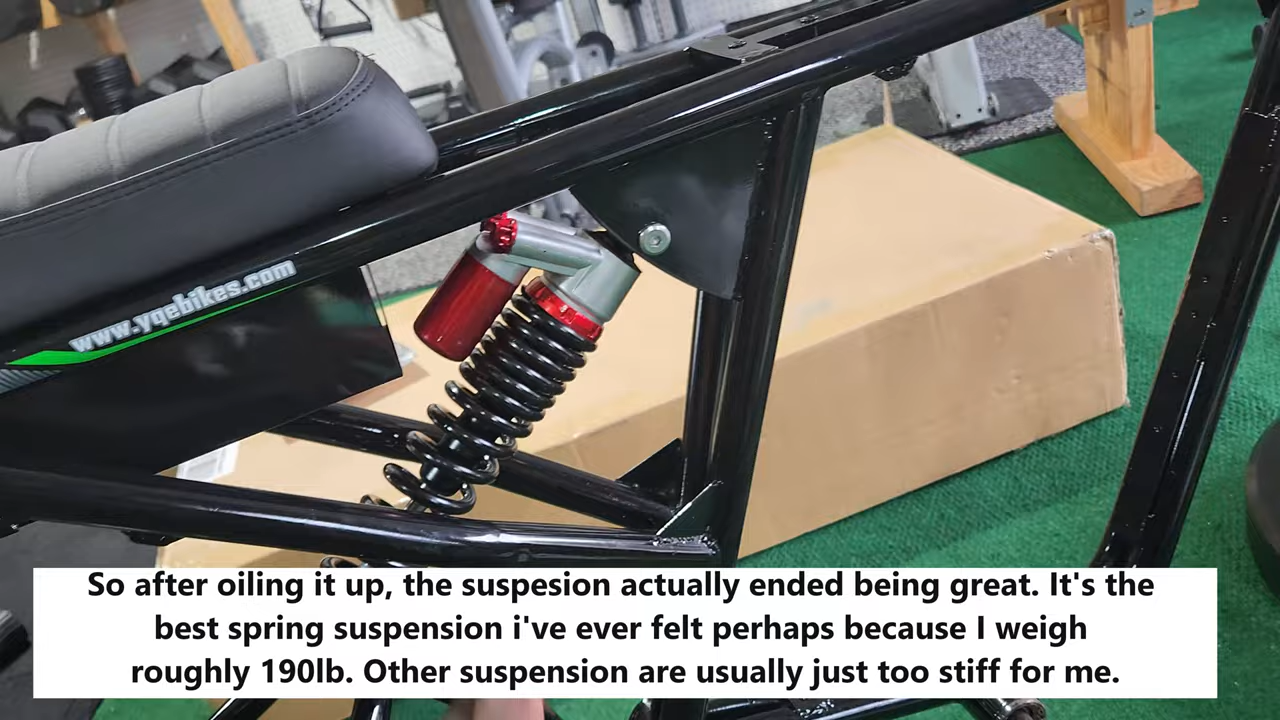 www.yqebikes.com
So after oiling it up, the suspesion actually ended being great. It's the
best spring suspension i've ever felt perhaps because I weigh
roughly 190lb. Other suspension are usually just too stiff for me.